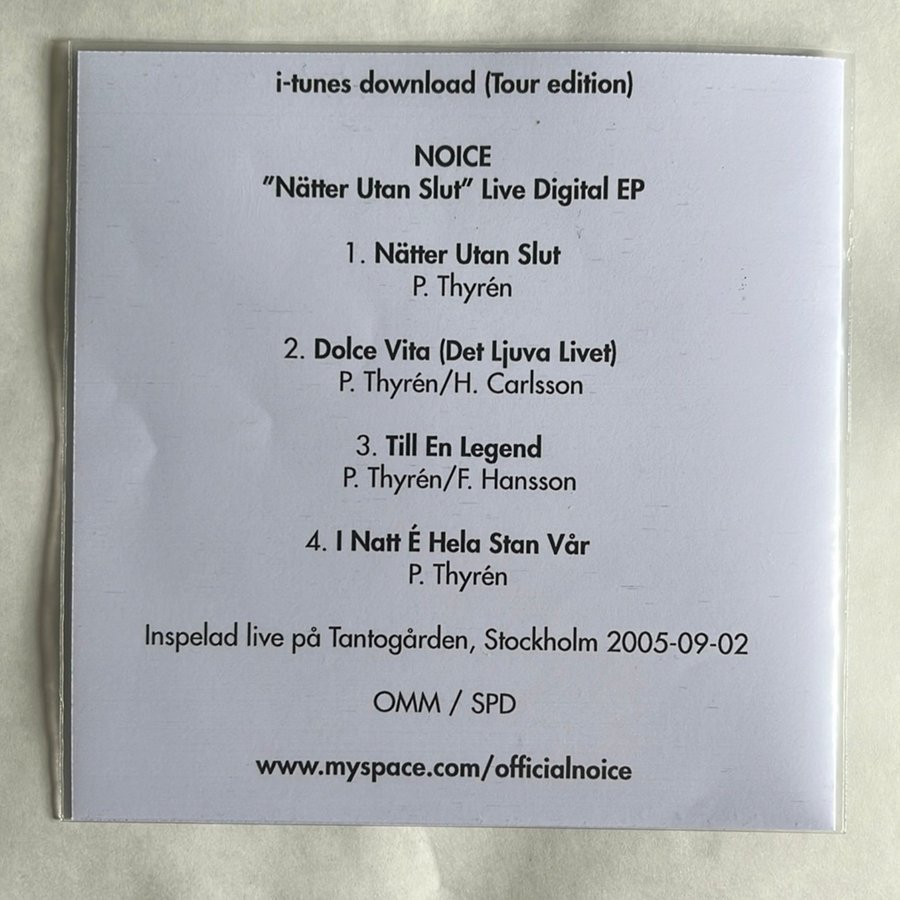 i-tunes download (Tour edition)
NOICE
”Nätter Utan Slut” Live Digital EP
1. Nätter Utan Slut
P. Thyrén
2. Dolce Vita (Det Ljuva Livet)
P. Thyrén/H. Carlsson
3. Till En Legend
P. Thyrén/F. Hansson
4. I Natt É Hela Stan Vår
P. Thyrén
Inspelad live på Tantogården, Stockholm 2005-09-02
OMM / SPD
www.myspace.com/officialnoice